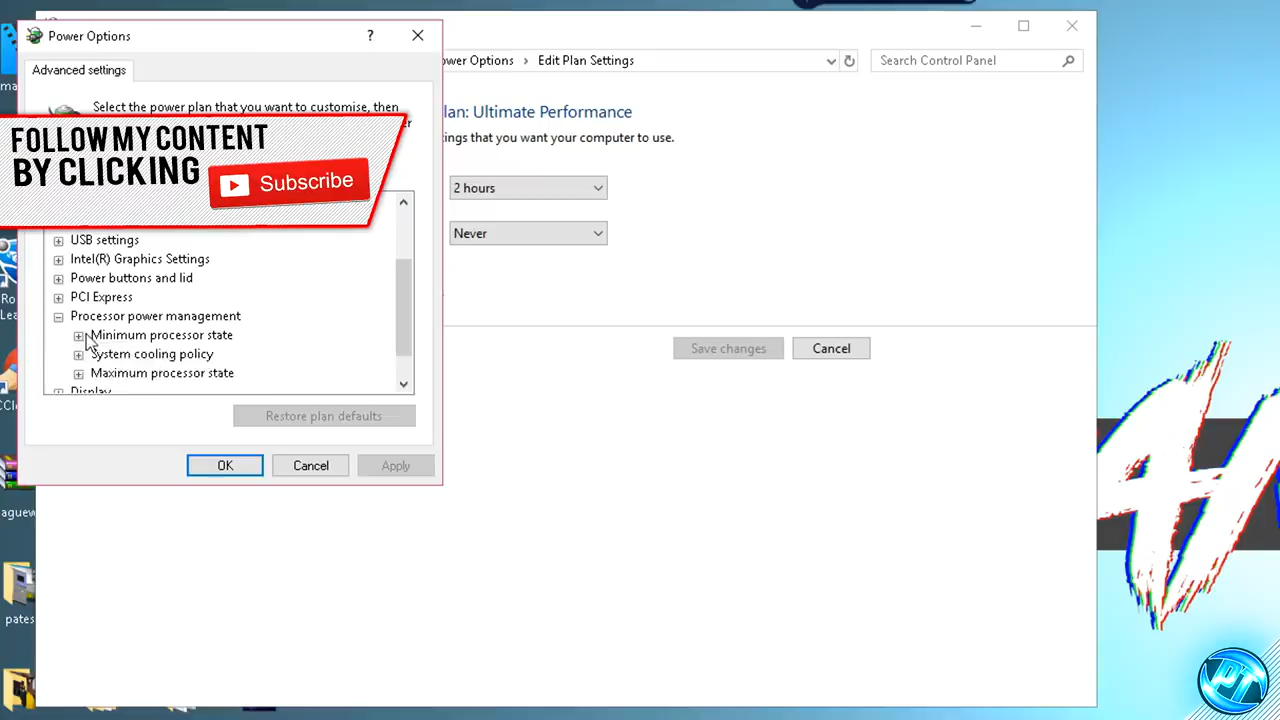 Power Options
Advanced settings
Select the power plan that you want to customise, then
FOLLOW MY CONTENT
BY CLICKING
Subscribe
USB settings
Intel(R) Graphics Settings
Power buttons and lid
PCI Express
Processor power management
Minimum processor state
System cooling policy
Maximum processor state
Display
Restore plan defaults
OK Cancel Apply
ower Options > Edit Plan Settings
Search Control Panel
lan: Ultimate Performance
ings that you want your computer to use.
2 hours
Never
Save changes Cancel
pates
PT